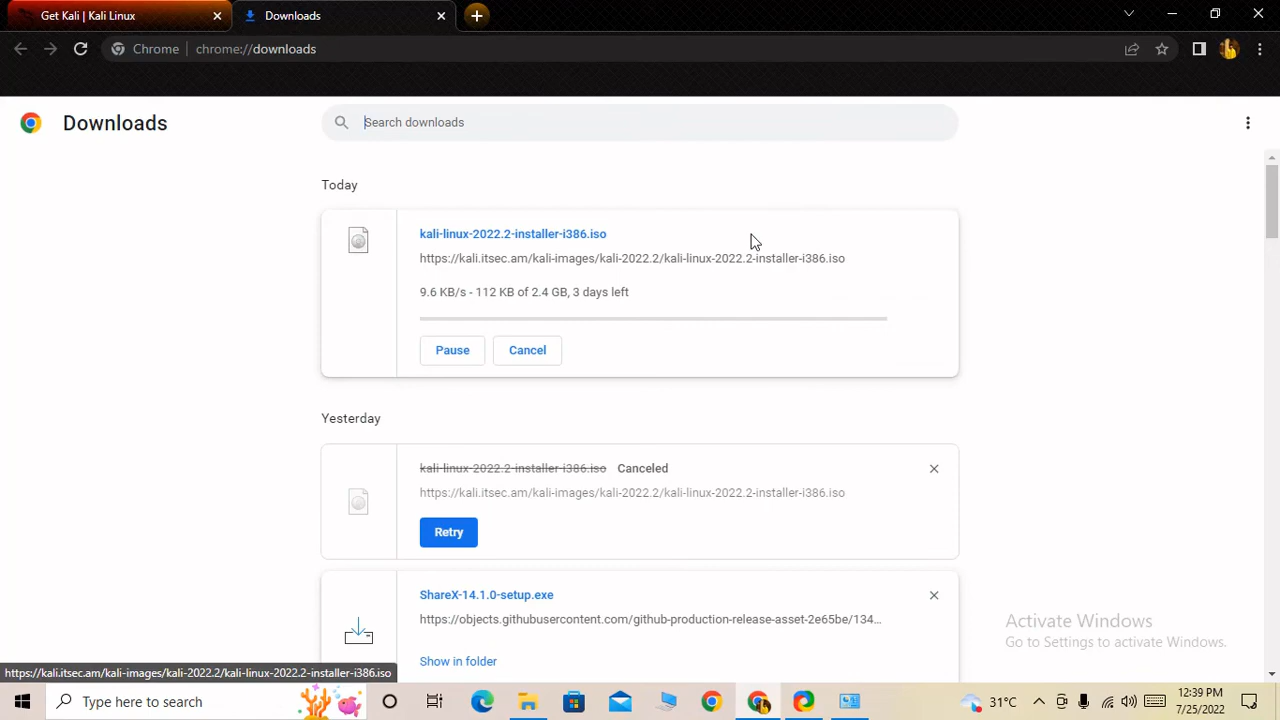 Get Kali | Kali Linux
Downloads
Chrome
chrome://downloads
Downloads
Search downloads
Today
kali-linux-2022.2-installer-i386.iso
https://kali.itsec.am/kali-images/kali-2022.2/kali-linux-2022.2-installer-i386.iso
9.6 KB/s - 112 KB of 2.4 GB, 3 days left
Pause
Cancel
Yesterday
kali-linux-2022.2-installer-i386.iso Canceled
https://kali.itsec.am/kali-images/kali-2022.2/kali-linux-2022.2-installer-i386.iso
Retry
ShareX-14.1.0-setup.exe
https://objects.githubusercontent.com/github-production-release-asset-2e65be/134...
Show in folder
Activate Windows
Go to Settings to activate Windows.
https://kali.itsec.am/kali-images/kali-2022.2/kali-linux-2022.2-installer-i386.iso
Type here to search
31°C
12:39 PM
7/25/2022